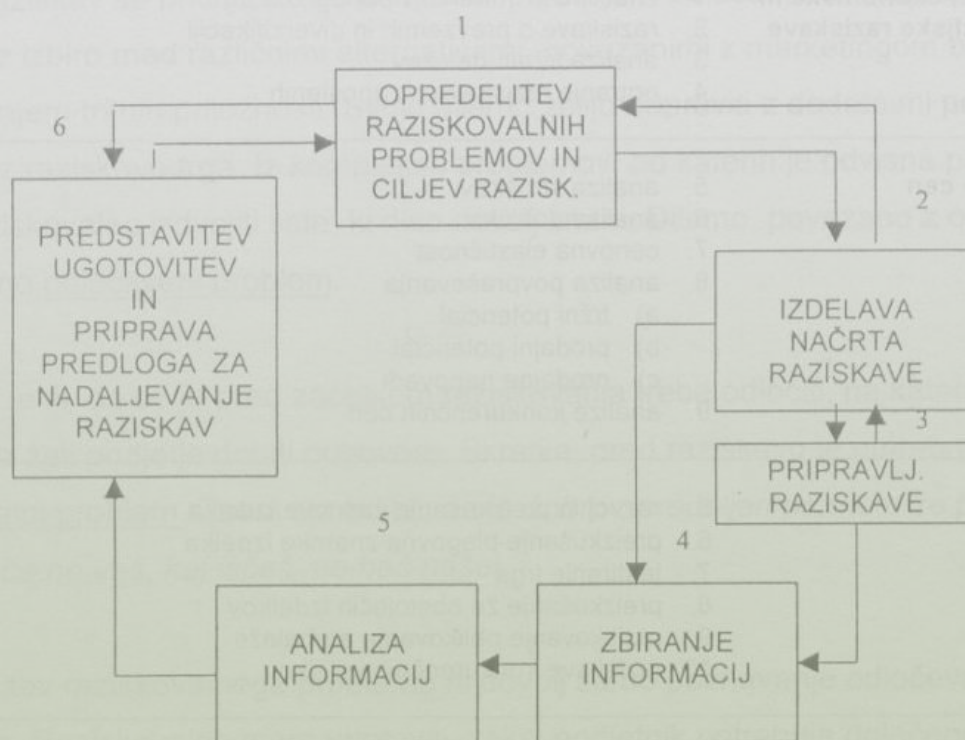 1
OPREDELITEV
RAZISKOVALNIH
PROBLEMOV IN
CILJEV RAZISK.
2
IZDELAVA
NAČRTA
RAZISKAVE
3
PRIPRAVLJ.
RAZISKAVE
4
ZBIRANJE
INFORMACIJ
5
ANALIZA
INFORMACIJ
6
PREDSTAVITEV
UGOTOVITEV
IN
PRIPRAVA
PREDLOGA ZA
NADALJEVANJE
RAZISKAV